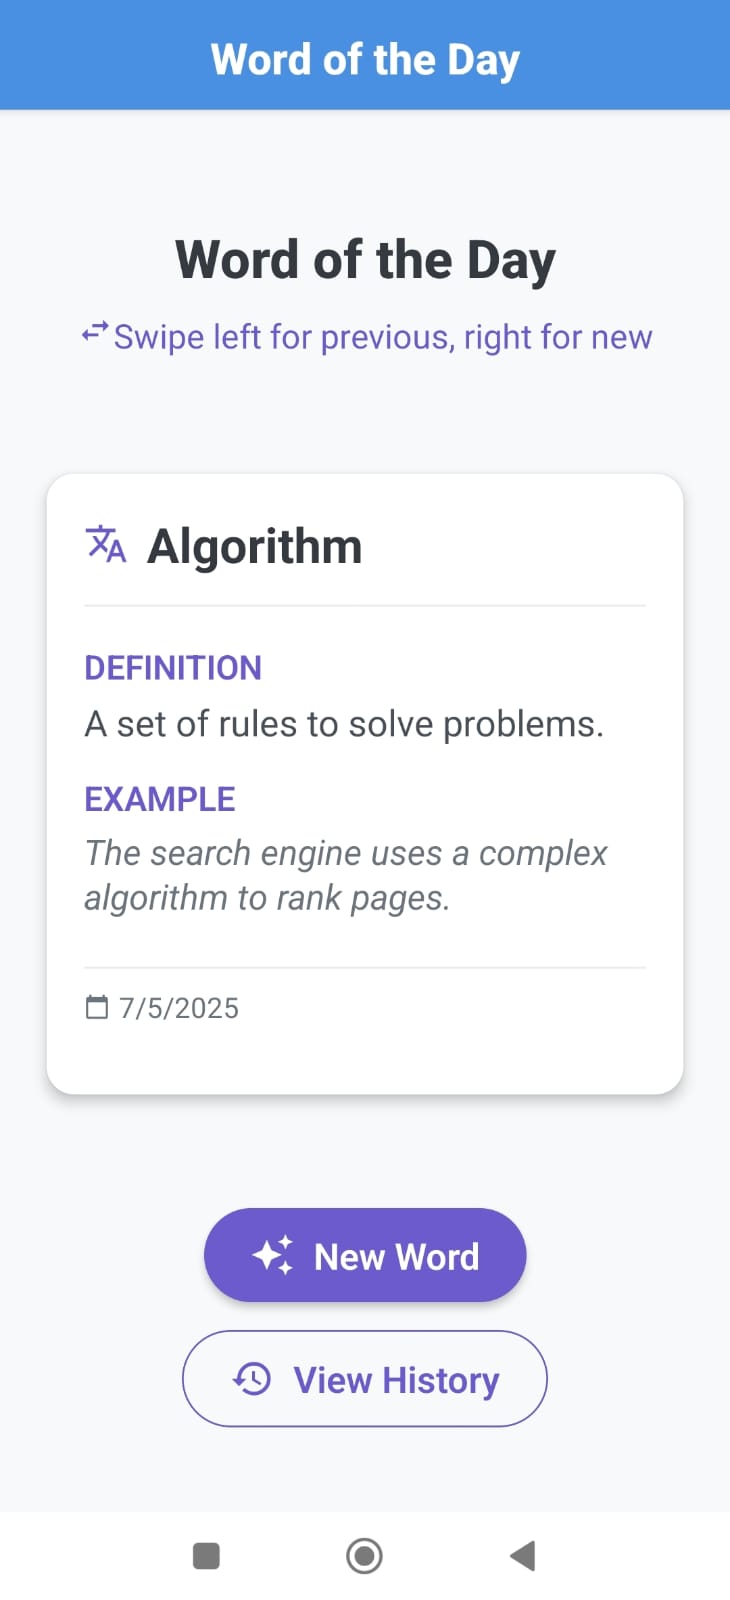 Word of the Day
Word of the Day
Swipe left for previous, right for new
Algorithm
DEFINITION
A set of rules to solve problems.
EXAMPLE
The search engine uses a complex
algorithm to rank pages.
7/5/2025
New Word
View History